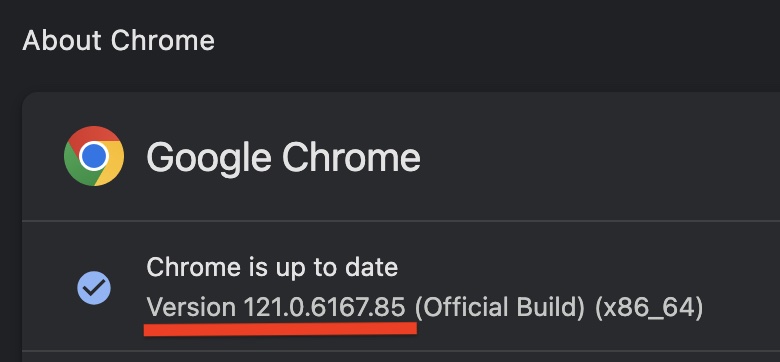 About Chrome
Google Chrome
Chrome is up to date
Version 121.0.6167.85 (Official Build) (x86_64)